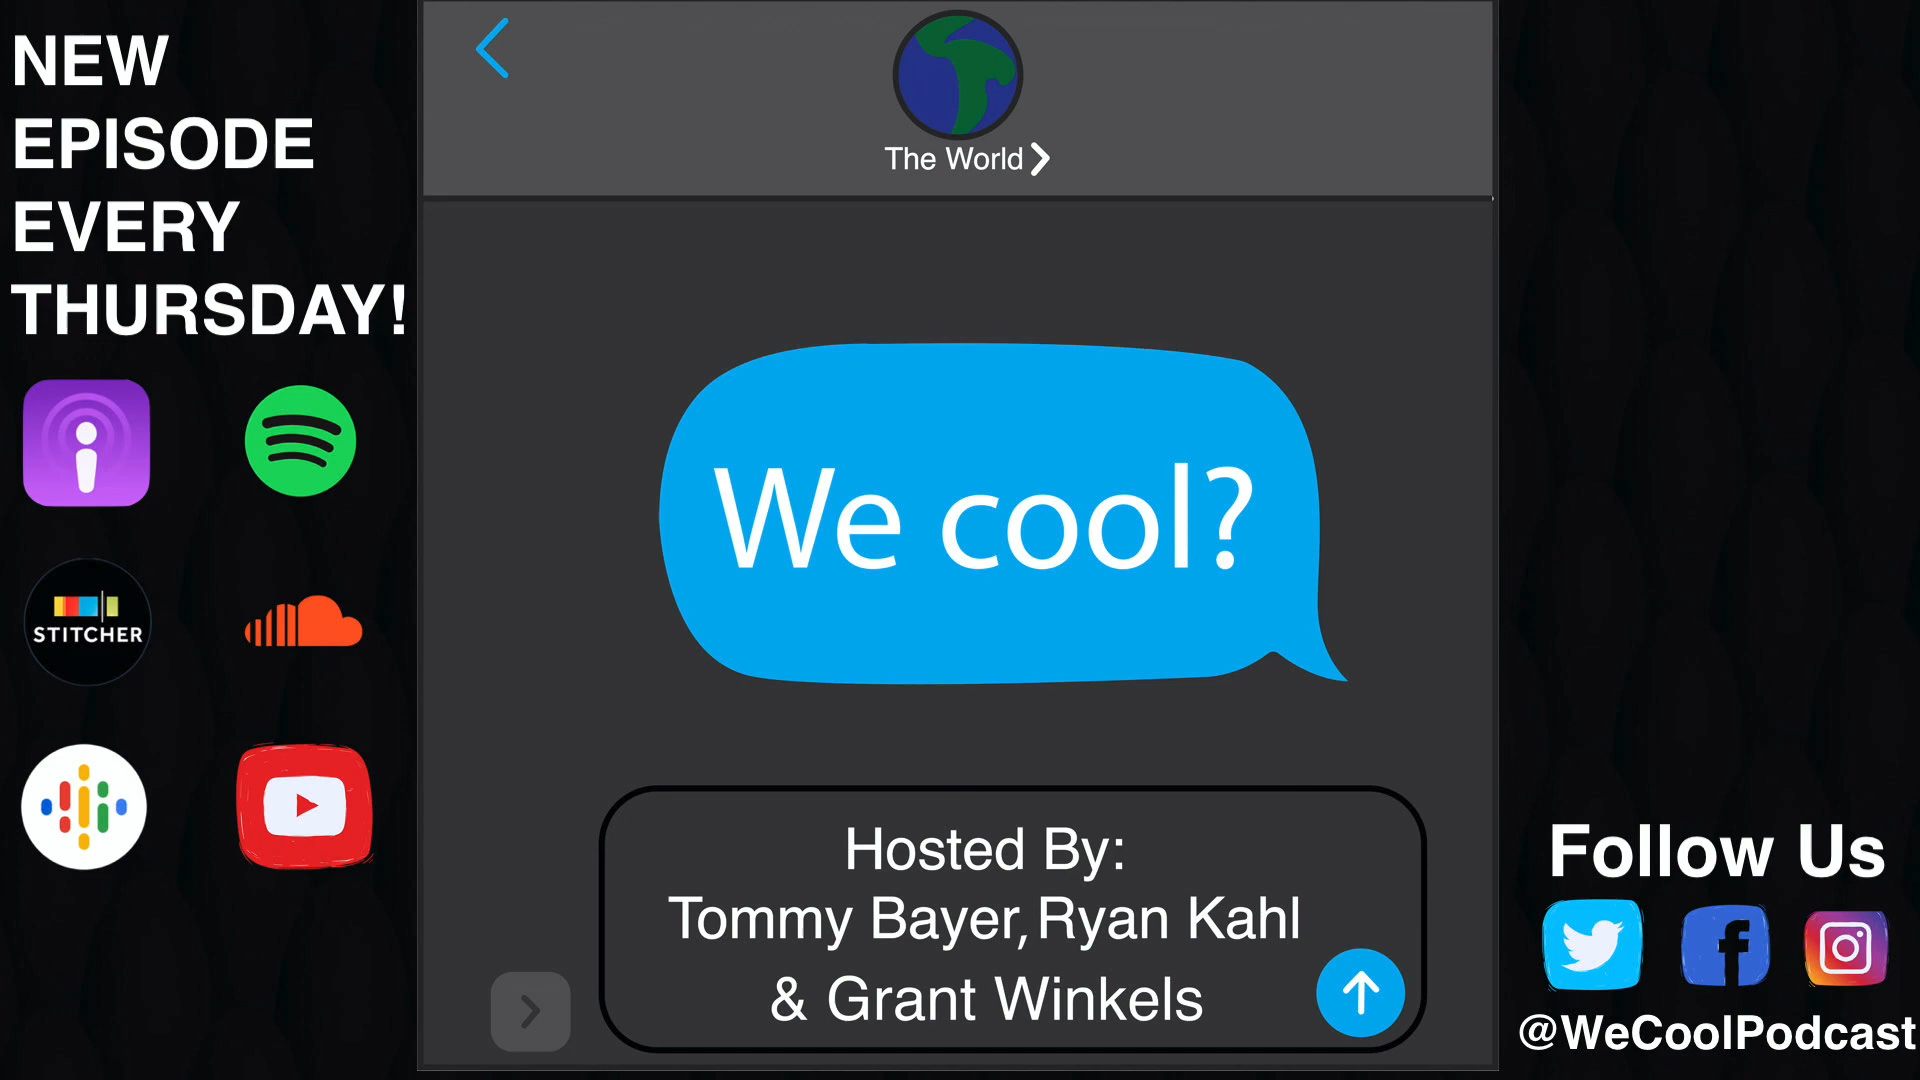 NEW
EPISODE
EVERY
THURSDAY!
STITCHER
The World
We cool?
Hosted By:
Tommy Bayer, Ryan Kahl
& Grant Winkels
Follow Us
@WeCoolPodcast